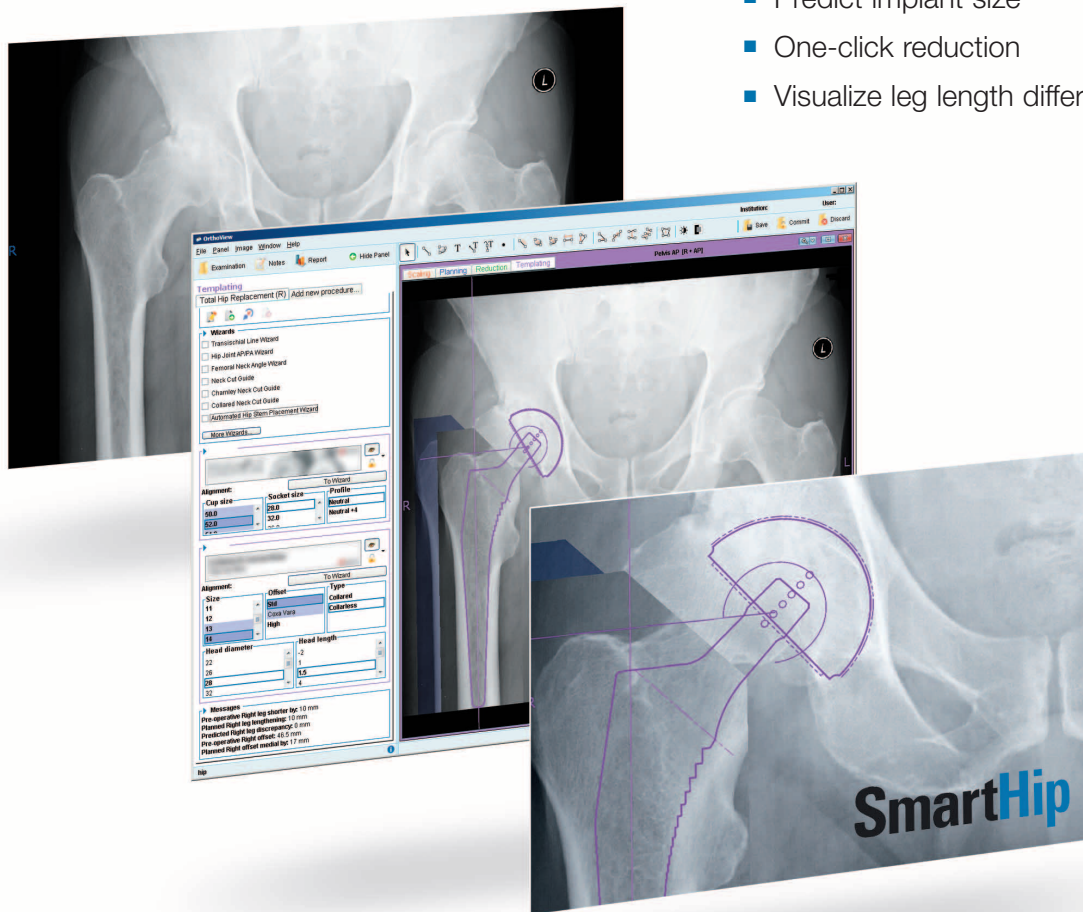 Predict implant size
One-click reduction
Visualize leg length differ
L
R
OrthoView
File Panel Image Window Help
Examination Notes Report Hide Panel
Institution: User:
Save Commit Discard
Templating
Total Hip Replacement (R) Add new procedure...
Scaling Planning Reduction Templating
Pelvis AP [R + AP]
Wizards
Transischial Line Wizard
Hip Joint AP/PA Wizard
Femoral Neck Angle Wizard
Neck Cut Guide
Charnley Neck Cut Guide
Collared Neck Cut Guide
Automated Hip Stem Placement Wizard
More Wizards...
To Wizard
Alignment:
Cup size Socket size Profile
50.0 28.0 Neutral
52.0 32.0 Neutral +4
To Wizard
Alignment:
Size Offset Type
11 Std Collared
12 Coxa Vara Collarless
13 High
14
Head diameter Head length
22 -2
26 1
28 1.5
32 4
Messages
Pre-operative Right leg shorter by: 10 mm
Planned Right leg lengthening: 10 mm
Predicted Right leg discrepancy: 0 mm
Pre-operative Right offset: 46.5 mm
Planned Right offset medial by: 17 mm
hip
L
R
L
R
SmartHip